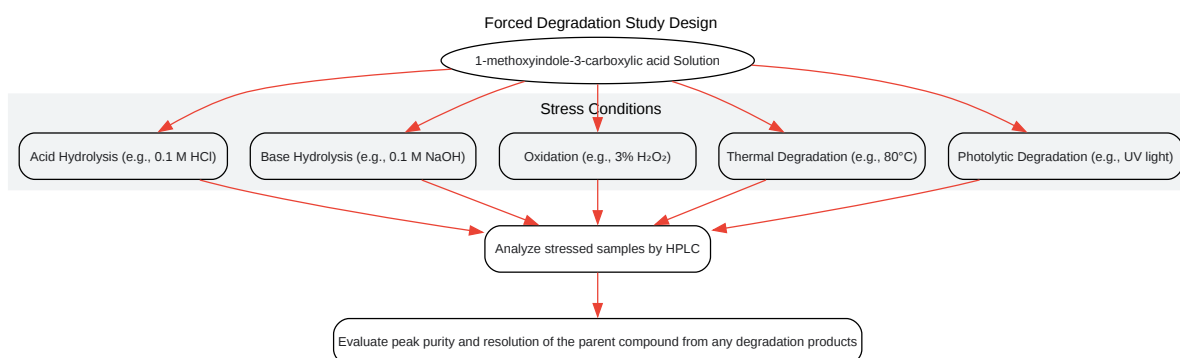 Forced Degradation Study Design
1-methoxyindole-3-carboxylic acid Solution
Stress Conditions
Acid Hydrolysis (e.g., 0.1 M HCl)
Base Hydrolysis (e.g., 0.1 M NaOH)
Oxidation (e.g., 3% H₂O₂)
Thermal Degradation (e.g., 80°C)
Photolytic Degradation (e.g., UV light)
Analyze stressed samples by HPLC
Evaluate peak purity and resolution of the parent compound from any degradation products